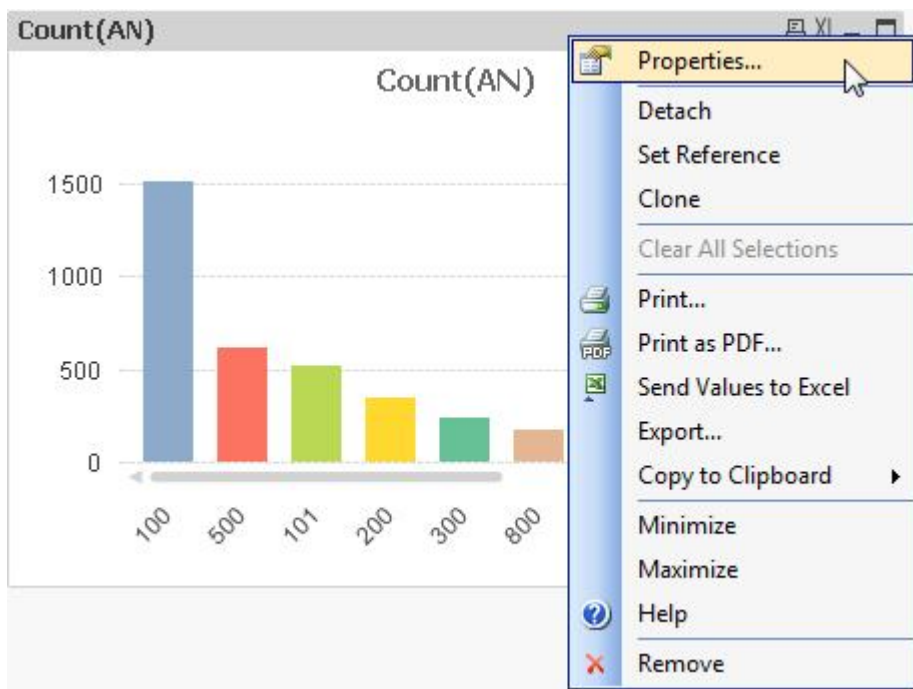 Count(AN)
XL
Count(AN)
1500
1000
500
0
100
500
101
200
300
800
Properties...
Detach
Set Reference
Clone
Clear All Selections
Print...
PDF
Print as PDF...
Send Values to Excel
Export...
Copy to Clipboard
Minimize
Maximize
Help
Remove